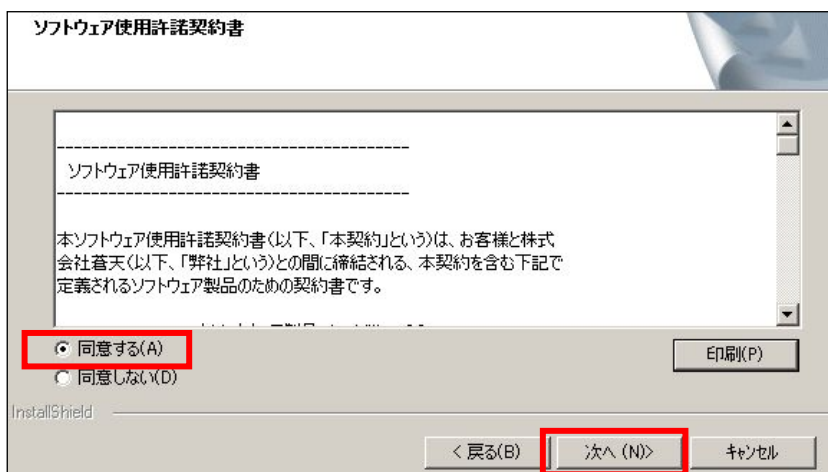 ソフトウェア使用許諾契約書
----------------------------------------
ソフトウェア使用許諾契約書
----------------------------------------
本ソフトウェア使用許諾契約書(以下、「本契約」という)は、お客様と株式
会社蒼天(以下、「弊社」という)との間に締結される、本契約を含む下記で
定義されるソフトウェア製品のための契約書です。
同意する(A)
印刷(P)
同意しない(D)
InstallShield
< 戻る(B)
次へ (N)>
キャンセル